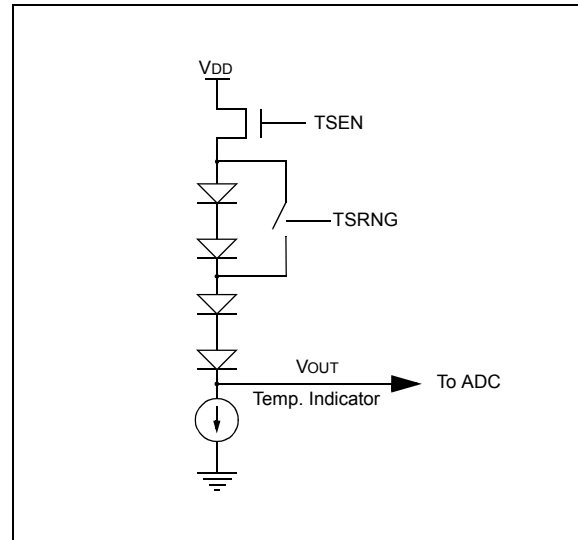 VDD
TSEN
TSRNG
VOUT
To ADC
Temp. Indicator